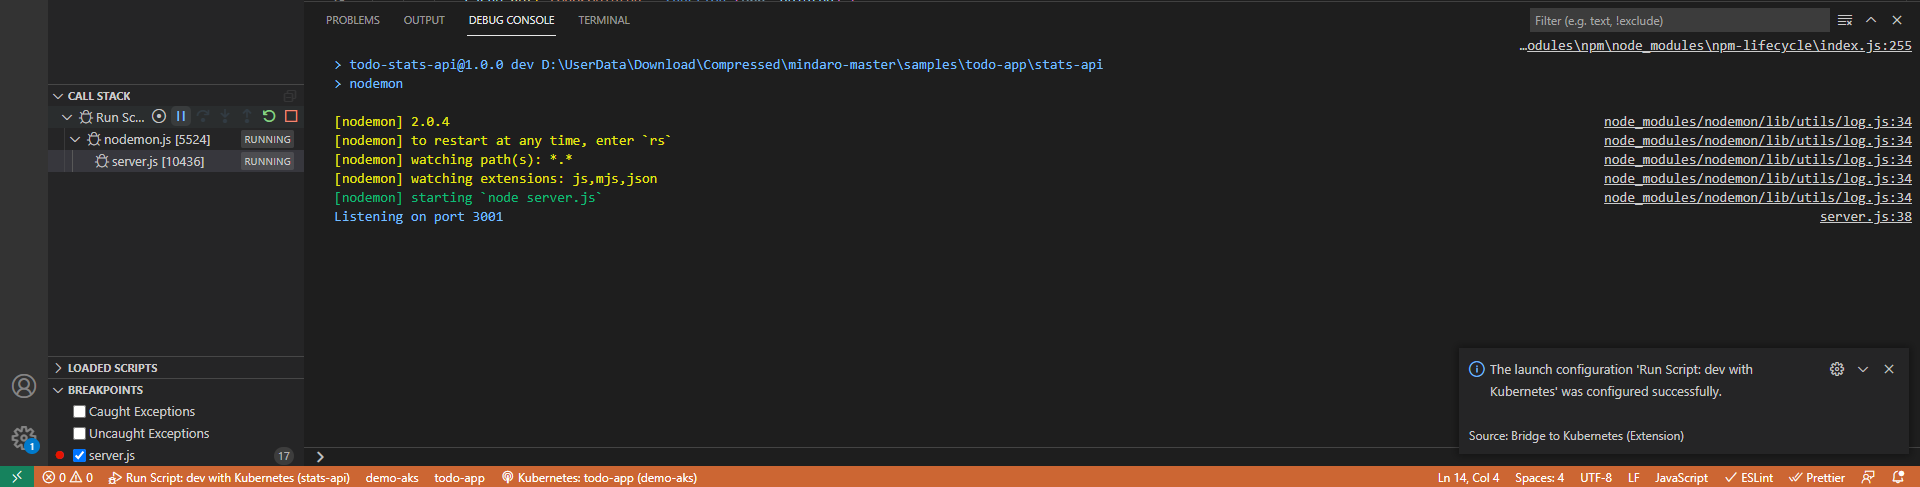 PROBLEMS OUTPUT DEBUG CONSOLE TERMINAL
Filter (e.g. text, !exclude)
…odules\npm\node_modules\npm-lifecycle\index.js:255
> todo-stats-api@1.0.0 dev D:\UserData\Download\Compressed\mindaro-master\samples\todo-app\stats-api
> nodemon
[nodemon] 2.0.4 node_modules/nodemon/lib/utils/log.js:34
[nodemon] to restart at any time, enter `rs` node_modules/nodemon/lib/utils/log.js:34
[nodemon] watching path(s): *.* node_modules/nodemon/lib/utils/log.js:34
[nodemon] watching extensions: js,mjs,json node_modules/nodemon/lib/utils/log.js:34
[nodemon] starting `node server.js` node_modules/nodemon/lib/utils/log.js:34
Listening on port 3001 server.js:38
CALL STACK
Run Sc...
nodemon.js [5524] RUNNING
server.js [10436] RUNNING
LOADED SCRIPTS
BREAKPOINTS
Caught Exceptions
Uncaught Exceptions
server.js 17
1
The launch configuration 'Run Script: dev with
Kubernetes' was configured successfully.
Source: Bridge to Kubernetes (Extension)
>
0 0 Run Script: dev with Kubernetes (stats-api) demo-aks todo-app Kubernetes: todo-app (demo-aks) Ln 14, Col 4 Spaces: 4 UTF-8 LF JavaScript ESLint Prettier